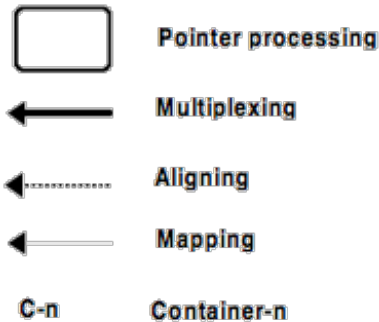 Pointer processing
Multiplexing
Aligning
Mapping
C-n Container-n